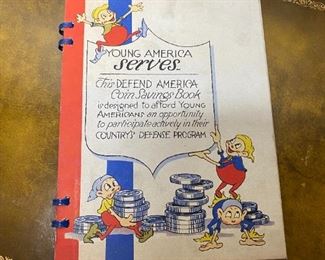 YOUNG AMERICA
serves
This DEFEND AMERICA
Coin Savings Book
is designed to afford YOUNG
AMERICANS an opportunity
to participate actively in their
COUNTRY'S DEFENSE PROGRAM